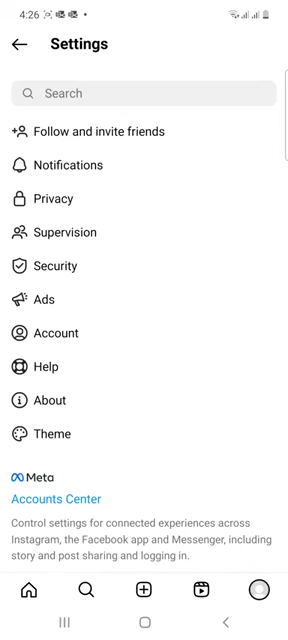 4:26
Settings
Search
Follow and invite friends
Notifications
Privacy
Supervision
Security
Ads
Account
Help
About
Theme
Meta
Accounts Center
Control settings for connected experiences across
Instagram, the Facebook app and Messenger, including
story and post sharing and logging in.